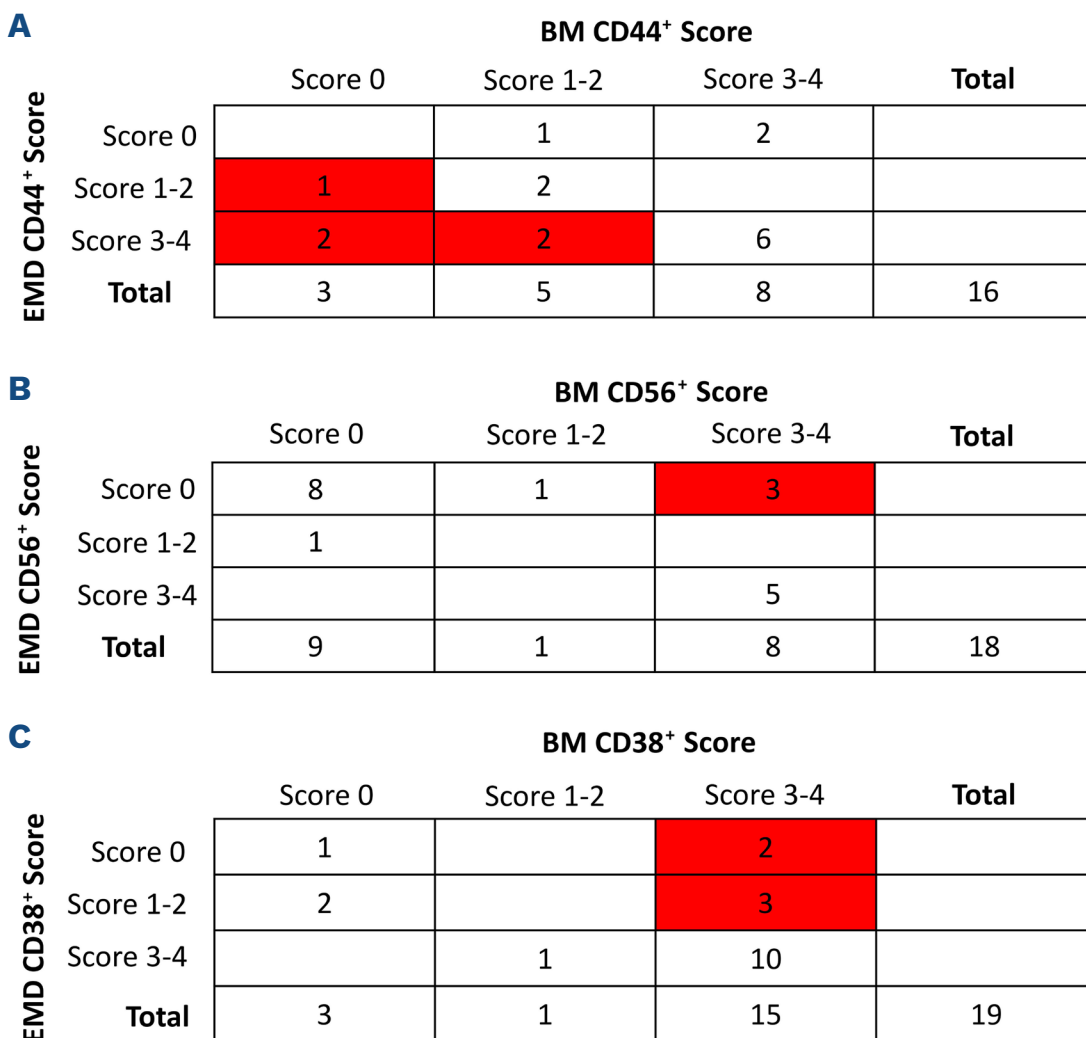 A
BM CD44⁺ Score
Score 0 Score 1-2 Score 3-4 Total
EMD CD44⁺ Score
Score 0 1 2
Score 1-2 1 2
Score 3-4 2 2 6
Total 3 5 8 16
B
BM CD56⁺ Score
Score 0 Score 1-2 Score 3-4 Total
EMD CD56⁺ Score
Score 0 8 1 3
Score 1-2 1
Score 3-4 5
Total 9 1 8 18
C
BM CD38⁺ Score
Score 0 Score 1-2 Score 3-4 Total
EMD CD38⁺ Score
Score 0 1 2
Score 1-2 2 3
Score 3-4 1 10
Total 3 1 15 19